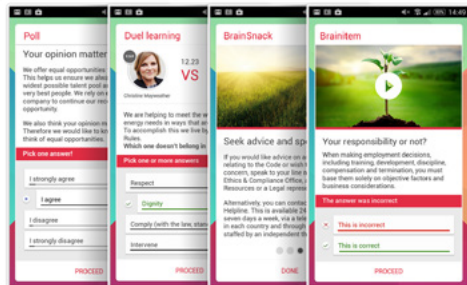 Poll
Your opinion matter
We offer equal opportunities
This helps us ensure we alwa
widest possible talent pool a
very best people. We rely on e
company to continue our rec
opportunity.
We also think your opinion m
Therefore we would like to kn
think of equal opportunities.
Pick one answer!
I strongly agree
I agree
I disagree
I strongly disagree
PROCEED
Duel learning
12.23
VS
Christine Mayweather
We are helping to meet the w
energy needs in ways that ar
To accomplish this we live by
Rules.
Which one doesn't belong in
Pick one or more answers
Respect
Dignity
Comply (with the law, stan
Intervene
PROCEED
BrainSnack
Seek advice and sp
If you would like advice on a
relating to the Code or wish t
concern, speak to your line m
Ethics & Compliance Office,
Resources or a Legal represe
Alternatively, you can contac
Helpline. This is available 24
seven days a week, via a tele
in each country and through
staffed by an independent th
DONE
14:49
Brainitem
Your responsibility or not?
When making employment decisions,
including training, development, discipline,
compensation and termination, you must
base them solely on objective factors and
business considerations.
The answer was incorrect
This is incorrect
This is correct
PROCEED